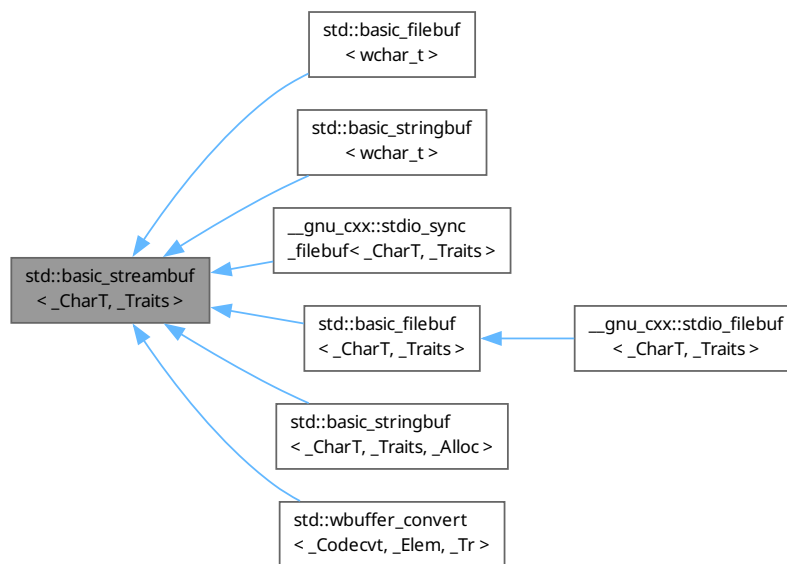 std::basic_filebuf
< wchar_t >
std::basic_stringbuf
< wchar_t >
__gnu_cxx::stdio_sync
_filebuf< _CharT, _Traits >
std::basic_streambuf
< _CharT, _Traits >
std::basic_filebuf
< _CharT, _Traits >
__gnu_cxx::stdio_filebuf
< _CharT, _Traits >
std::basic_stringbuf
< _CharT, _Traits, _Alloc >
std::wbuffer_convert
< _Codecvt, _Elem, _Tr >